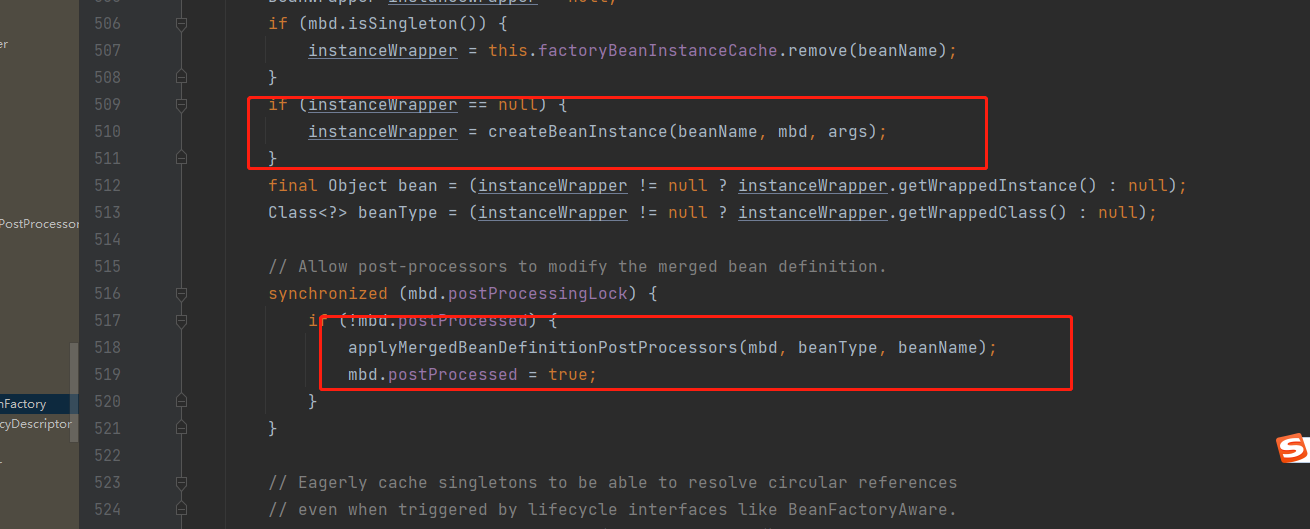 506 if (mbd.isSingleton()) {
er
507 instanceWrapper = this.factoryBeanInstanceCache.remove(beanName);
508 }
509 if (instanceWrapper == null) {
510 instanceWrapper = createBeanInstance(beanName, mbd, args);
511 }
512 final Object bean = (instanceWrapper != null ? instanceWrapper.getWrappedInstance() : null);
513 Class<?> beanType = (instanceWrapper != null ? instanceWrapper.getWrappedClass() : null);
PostProcessor
514
515 // Allow post-processors to modify the merged bean definition.
516 synchronized (mbd.postProcessingLock) {
517 if (!mbd.postProcessed) {
518 applyMergedBeanDefinitionPostProcessors(mbd, beanType, beanName);
519 mbd.postProcessed = true;
520 }
nFactory
521 }
cyDescriptor
522
523 // Eagerly cache singletons to be able to resolve circular references
524 // even when triggered by lifecycle interfaces like BeanFactoryAware.